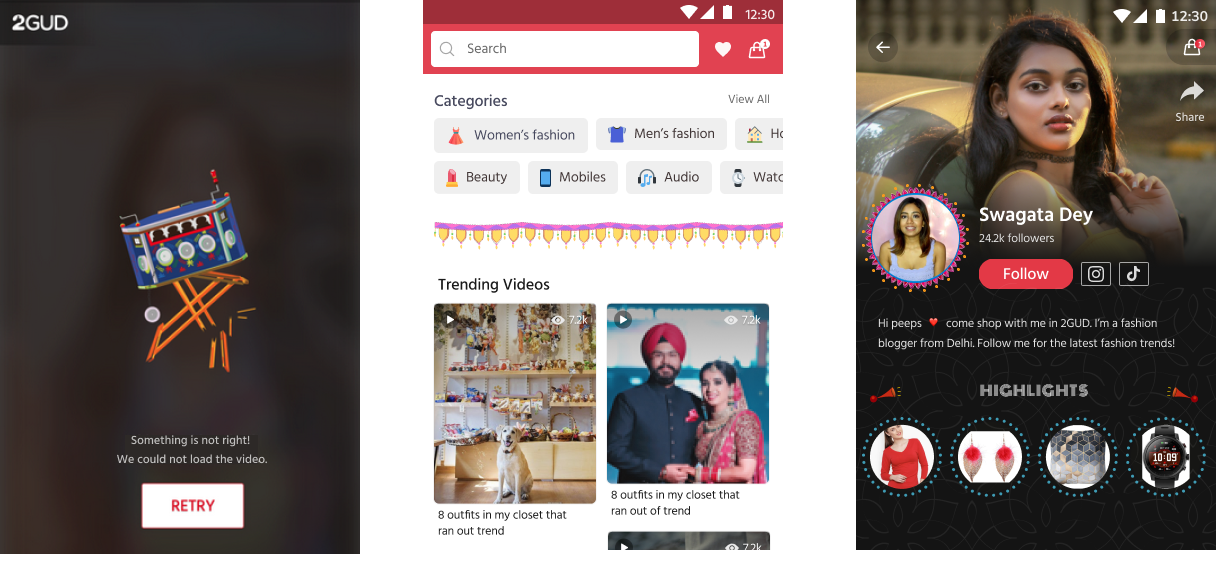 2GUD
Something is not right!
We could not load the video.
RETRY
12:30
Search
1
Categories
View All
Women's fashion
Men's fashion
Ho
Beauty
Mobiles
Audio
Watc
Trending Videos
7.2k
7.2k
8 outfits in my closet that
ran out trend
8 outfits in my closet that
ran out of trend
7.2k
12:30
1
Share
Swagata Dey
24.2k followers
Follow
Hi peeps ❤️ come shop with me in 2GUD. I'm a fashion
blogger from Delhi. Follow me for the latest fashion trends!
HIGHLIGHTS
10:09